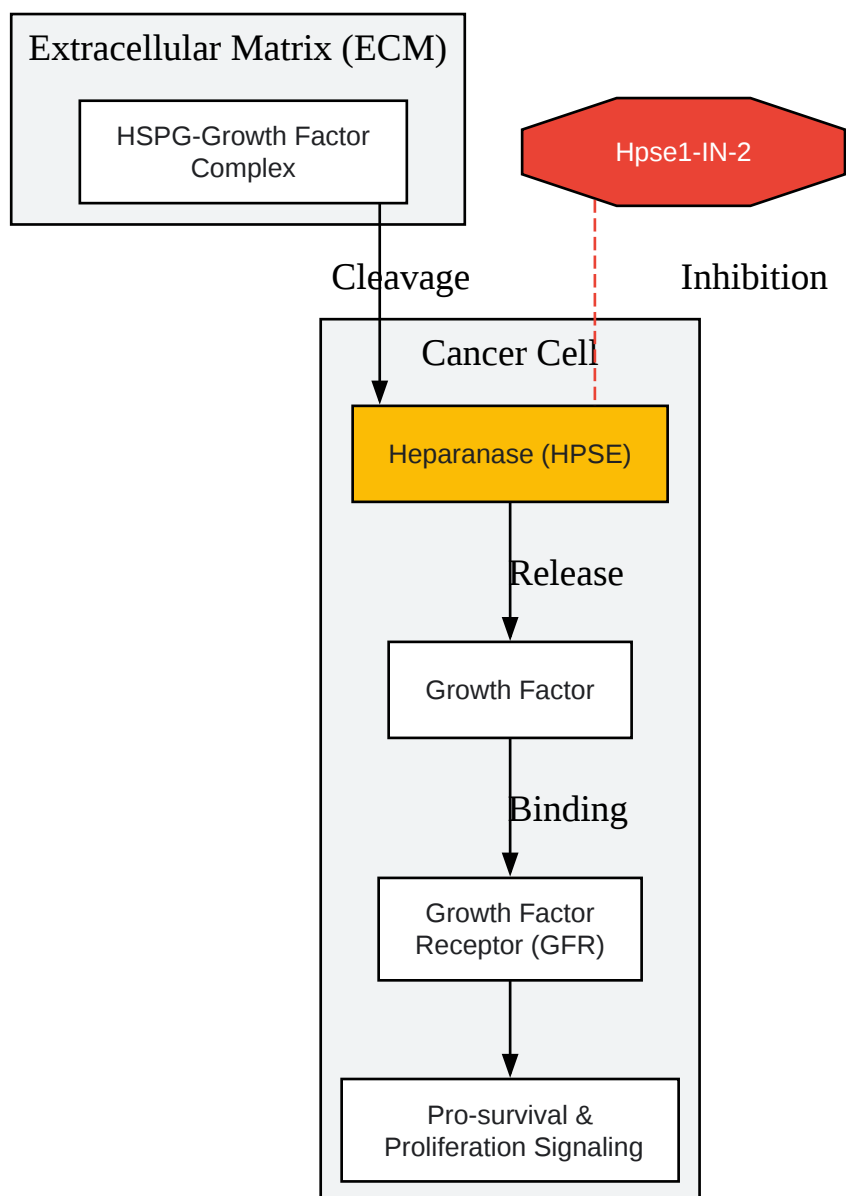 Extracellular Matrix (ECM)
HSPG-Growth Factor
Complex
Hpse1-IN-2
Cleavage
Inhibition
Cancer Cell
Heparanase (HPSE)
Release
Growth Factor
Binding
Growth Factor
Receptor (GFR)
Pro-survival &
Proliferation Signaling